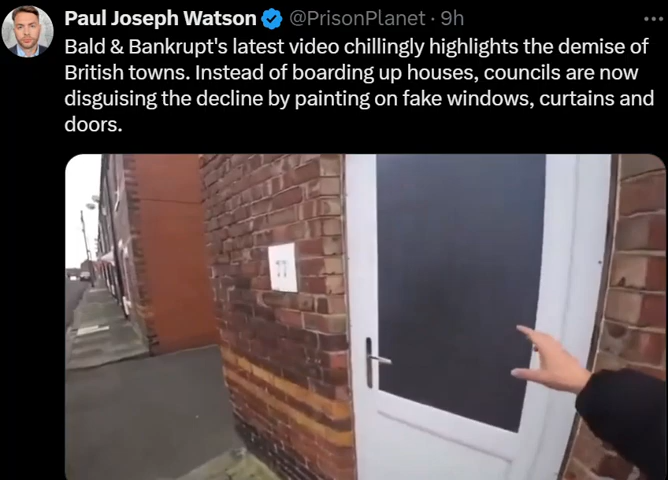 Paul Joseph Watson @PrisonPlanet · 9h
Bald & Bankrupt's latest video chillingly highlights the demise of
British towns. Instead of boarding up houses, councils are now
disguising the decline by painting on fake windows, curtains and
doors.
77